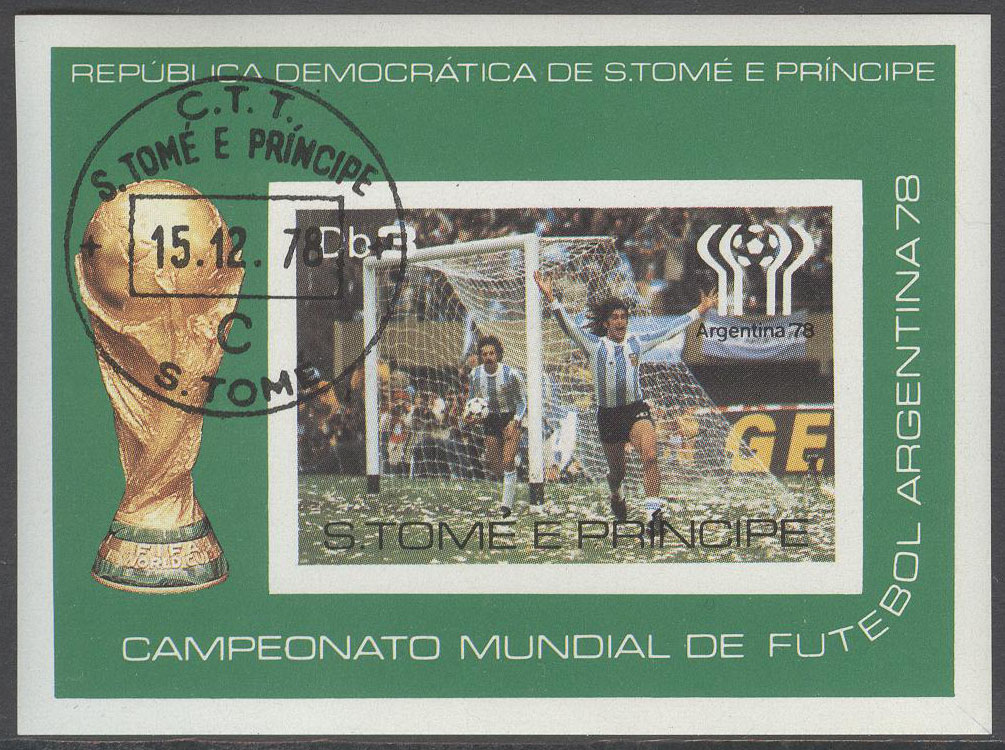 REPÚBLICA DEMOCRÁTICA DE S.TOMÉ E PRÍNCIPE
C.T.T.
S.TOMÉ E PRÍNCIPE
15.12.78
C
S. TOMÉ
Db
Argentina '78
GE
S.TOMÉ E PRÍNCIPE
FIFA
WORLD CUP
CAMPEONATO MUNDIAL DE FUTEBOL ARGENTINA 78